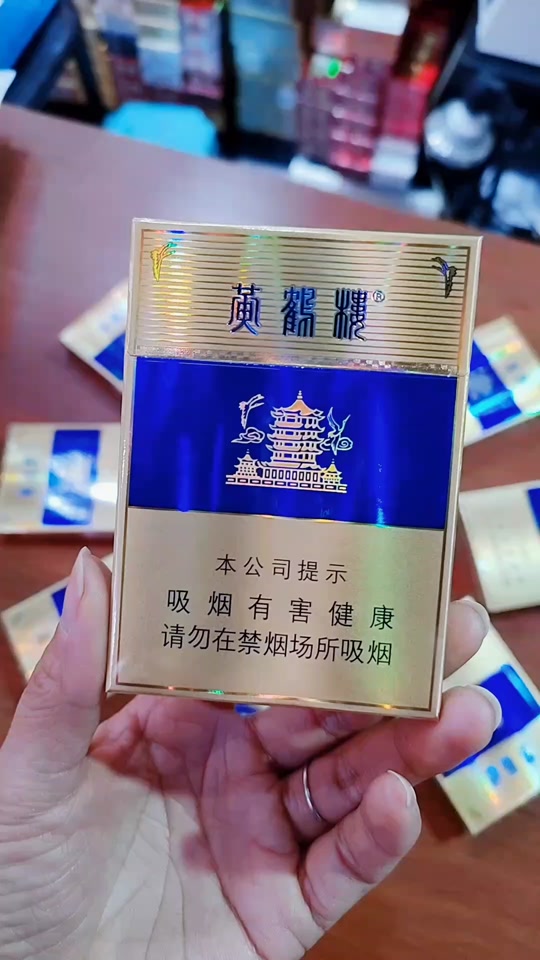 黄鹤楼®
本公司提示
吸烟有害健康
请勿在禁烟场所吸烟